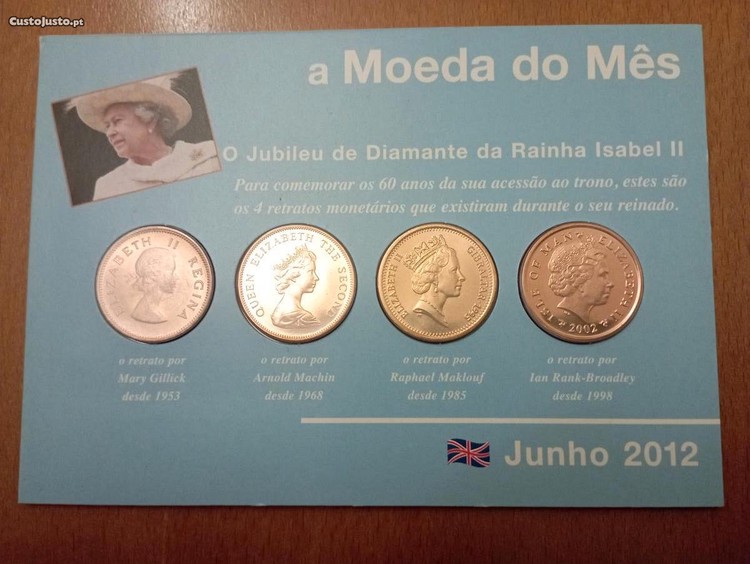 CustoJusto.pt
a Moeda do Mês
O Jubileu de Diamante da Rainha Isabel II
Para comemorar os 60 anos da sua acessão ao trono, estes são
os 4 retratos monetários que existiram durante o seu reinado.
ELIZABETH II REGINA
QUEEN ELIZABETH THE SECOND
ELIZABETH II GIBRALTAR
ISLE OF MAN ELIZABETH II
2002
o retrato por
Mary Gillick
desde 1953
o retrato por
Arnold Machin
desde 1968
o retrato por
Raphael Maklouf
desde 1985
o retrato por
Ian Rank-Broadley
desde 1998
Junho 2012